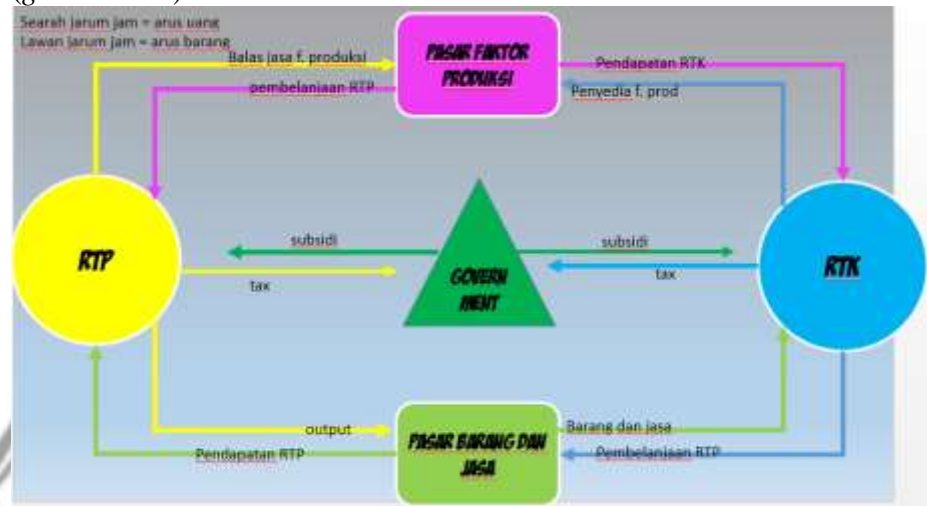 Searah jarum jam = arus uang
Lawan jarum jam = arus barang
Balas jasa f. produksi
pembelanjaan RTP
PASAR FAKTOR
PRODUKSI
Pendapatan RTK
Penyedia f. prod
RTP
subsidi
tax
GOVERN
MENT
subsidi
tax
RTK
output
Pendapatan RTP
PASAR BARANG DAN
JASA
Barang dan jasa
Pembelanjaan RTP